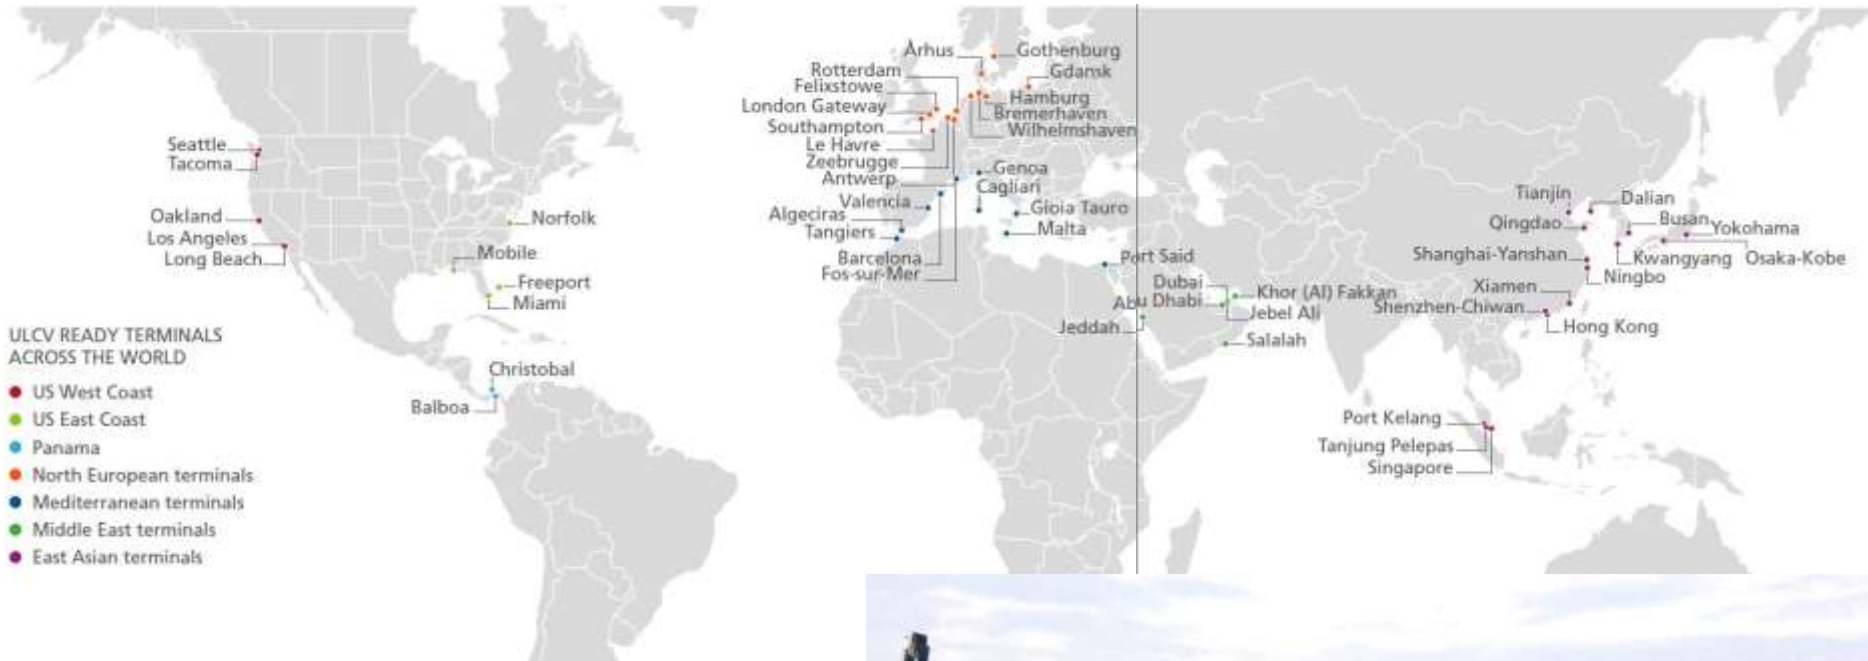 Århus
Gothenburg
Rotterdam
Gdansk
Felixstowe
Hamburg
London Gateway
Bremerhaven
Southampton
Wilhelmshaven
Le Havre
Zeebrugge
Genoa
Antwerp
Cagliari
Valencia
Gioia Tauro
Algeciras
Malta
Tangiers
Barcelona
Fos-sur-Mer
Seattle
Tacoma
Oakland
Los Angeles
Long Beach
Norfolk
Mobile
Freeport
Miami
Christobal
Balboa
Port Said
Dubai
Khor (Al) Fakkan
Abu Dhabi
Jebel Ali
Jeddah
Salalah
Tianjin
Dalian
Qingdao
Busan
Yokohama
Shanghai-Yanshan
Kwangyang
Osaka-Kobe
Ningbo
Xiamen
Shenzhen-Chiwan
Hong Kong
Port Kelang
Tanjung Pelepas
Singapore
ULCV READY TERMINALS
ACROSS THE WORLD
US West Coast
US East Coast
Panama
North European terminals
Mediterranean terminals
Middle East terminals
East Asian terminals